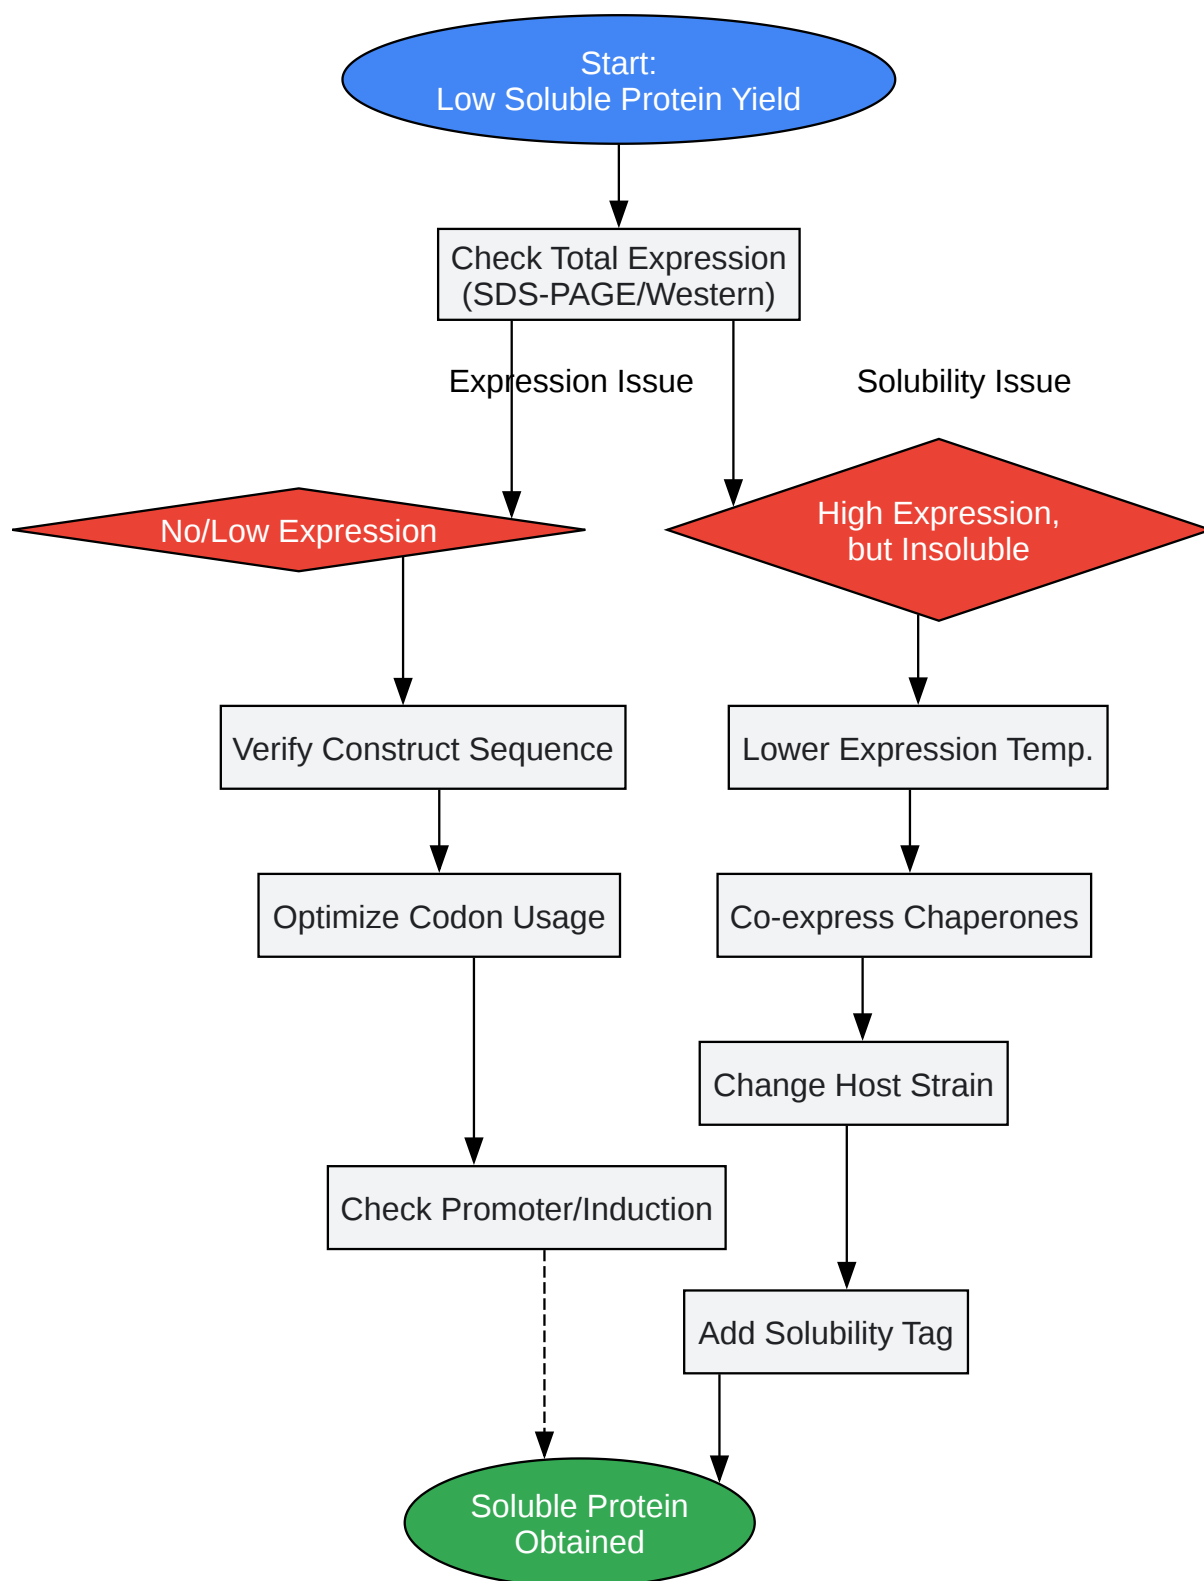 Start:
Low Soluble Protein Yield
Check Total Expression
(SDS-PAGE/Western)
Expression Issue
Solubility Issue
No/Low Expression
High Expression,
but Insoluble
Verify Construct Sequence
Lower Expression Temp.
Optimize Codon Usage
Co-express Chaperones
Change Host Strain
Check Promoter/Induction
Add Solubility Tag
Soluble Protein
Obtained